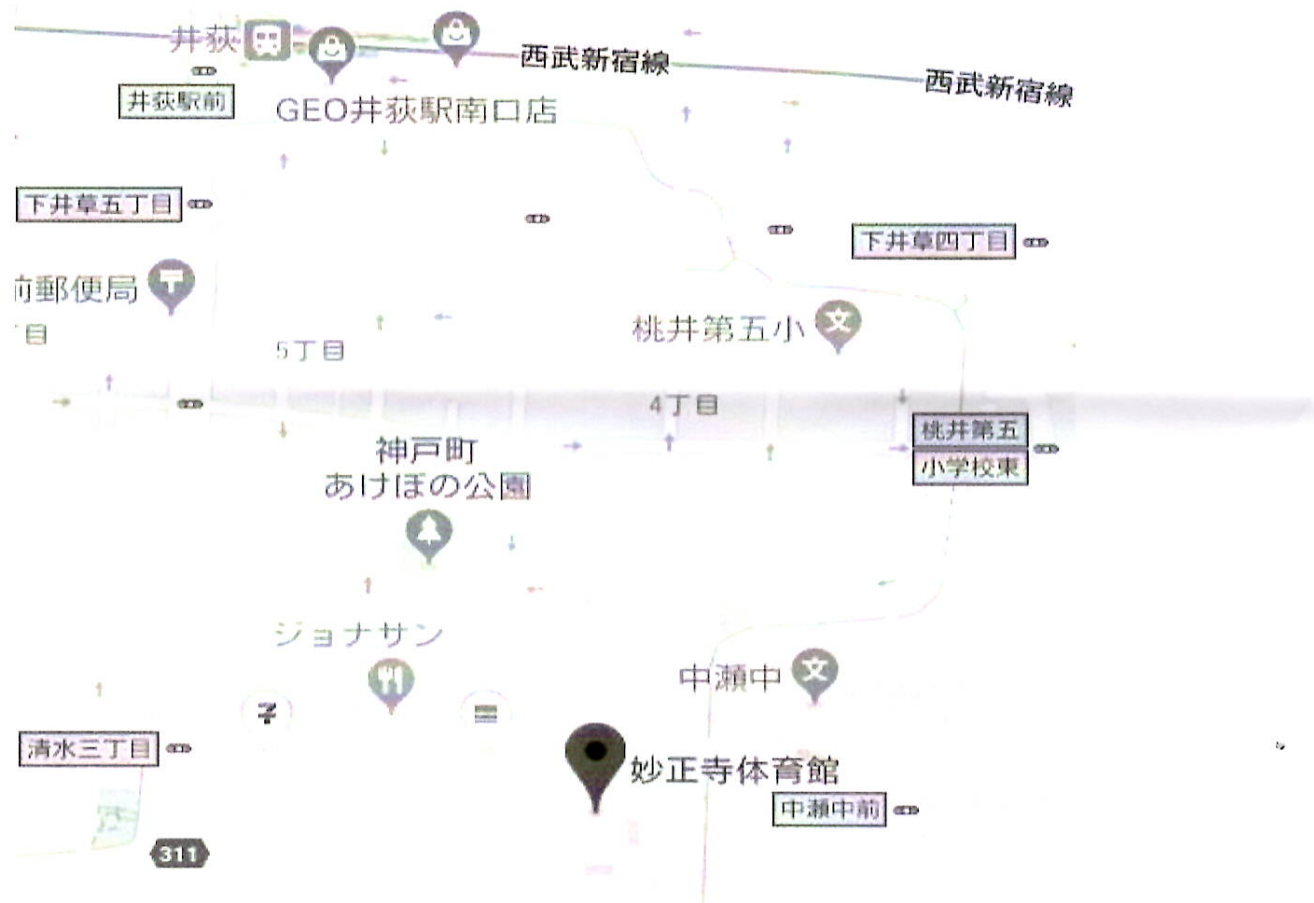 井荻
西武新宿線
西武新宿線
井荻駅前
GEO井荻駅南口店
下井草五丁目
下井草四丁目
前郵便局
丁目
桃井第五小
5丁目
4丁目
桃井第五
小学校東
神戸町
あけぼの公園
ジョナサン
中瀬中
7
清水三丁目
妙正寺体育館
中瀬中前
311